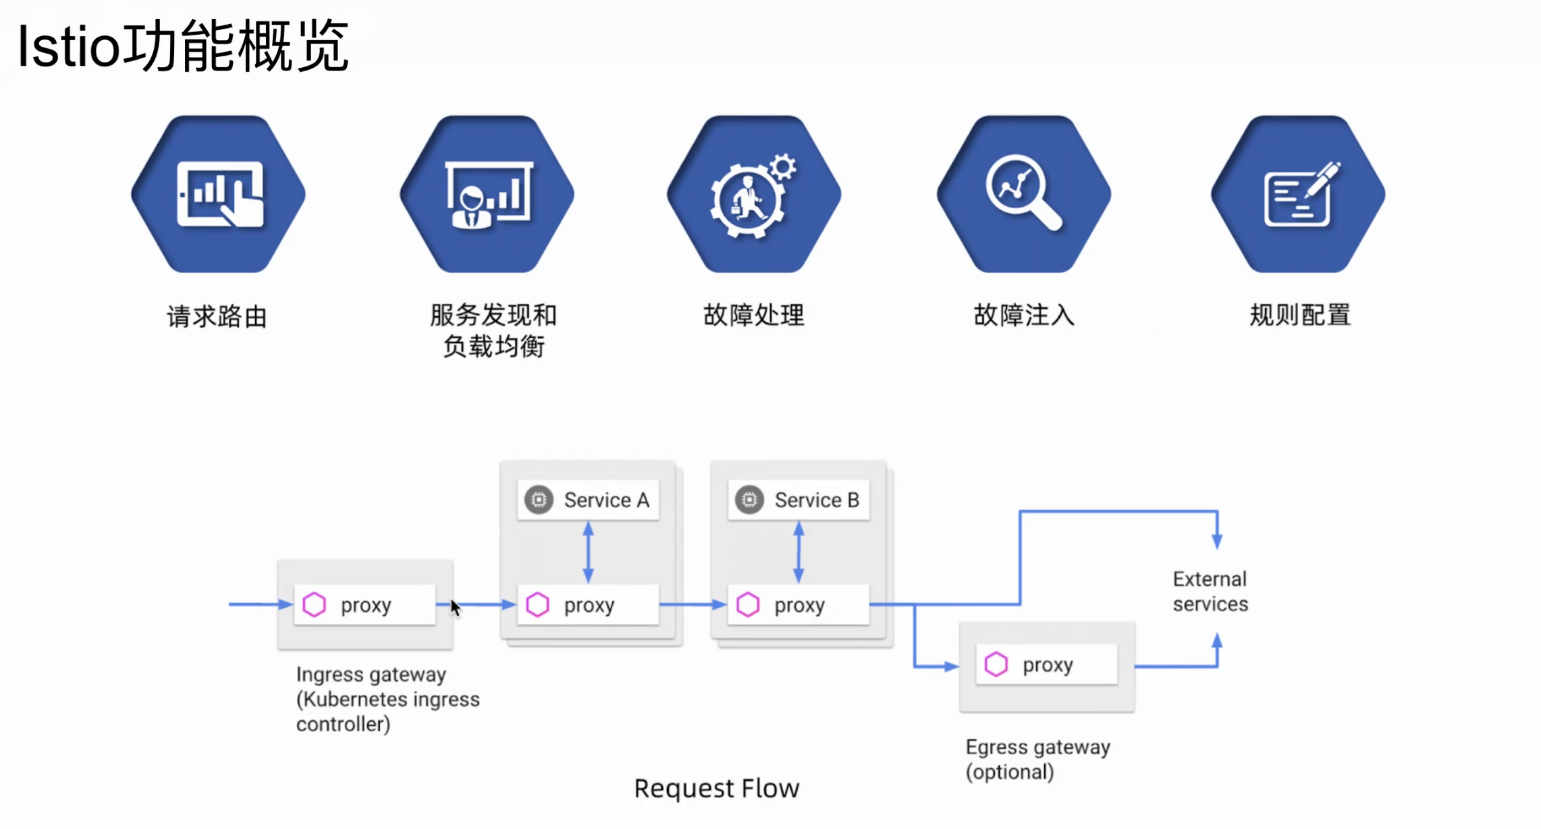 Istio功能概览
请求路由
服务发现和
负载均衡
故障处理
故障注入
规则配置
Service A
Service B
proxy
proxy
proxy
External
services
proxy
Ingress gateway
(Kubernetes ingress
controller)
Egress gateway
(optional)
Request Flow